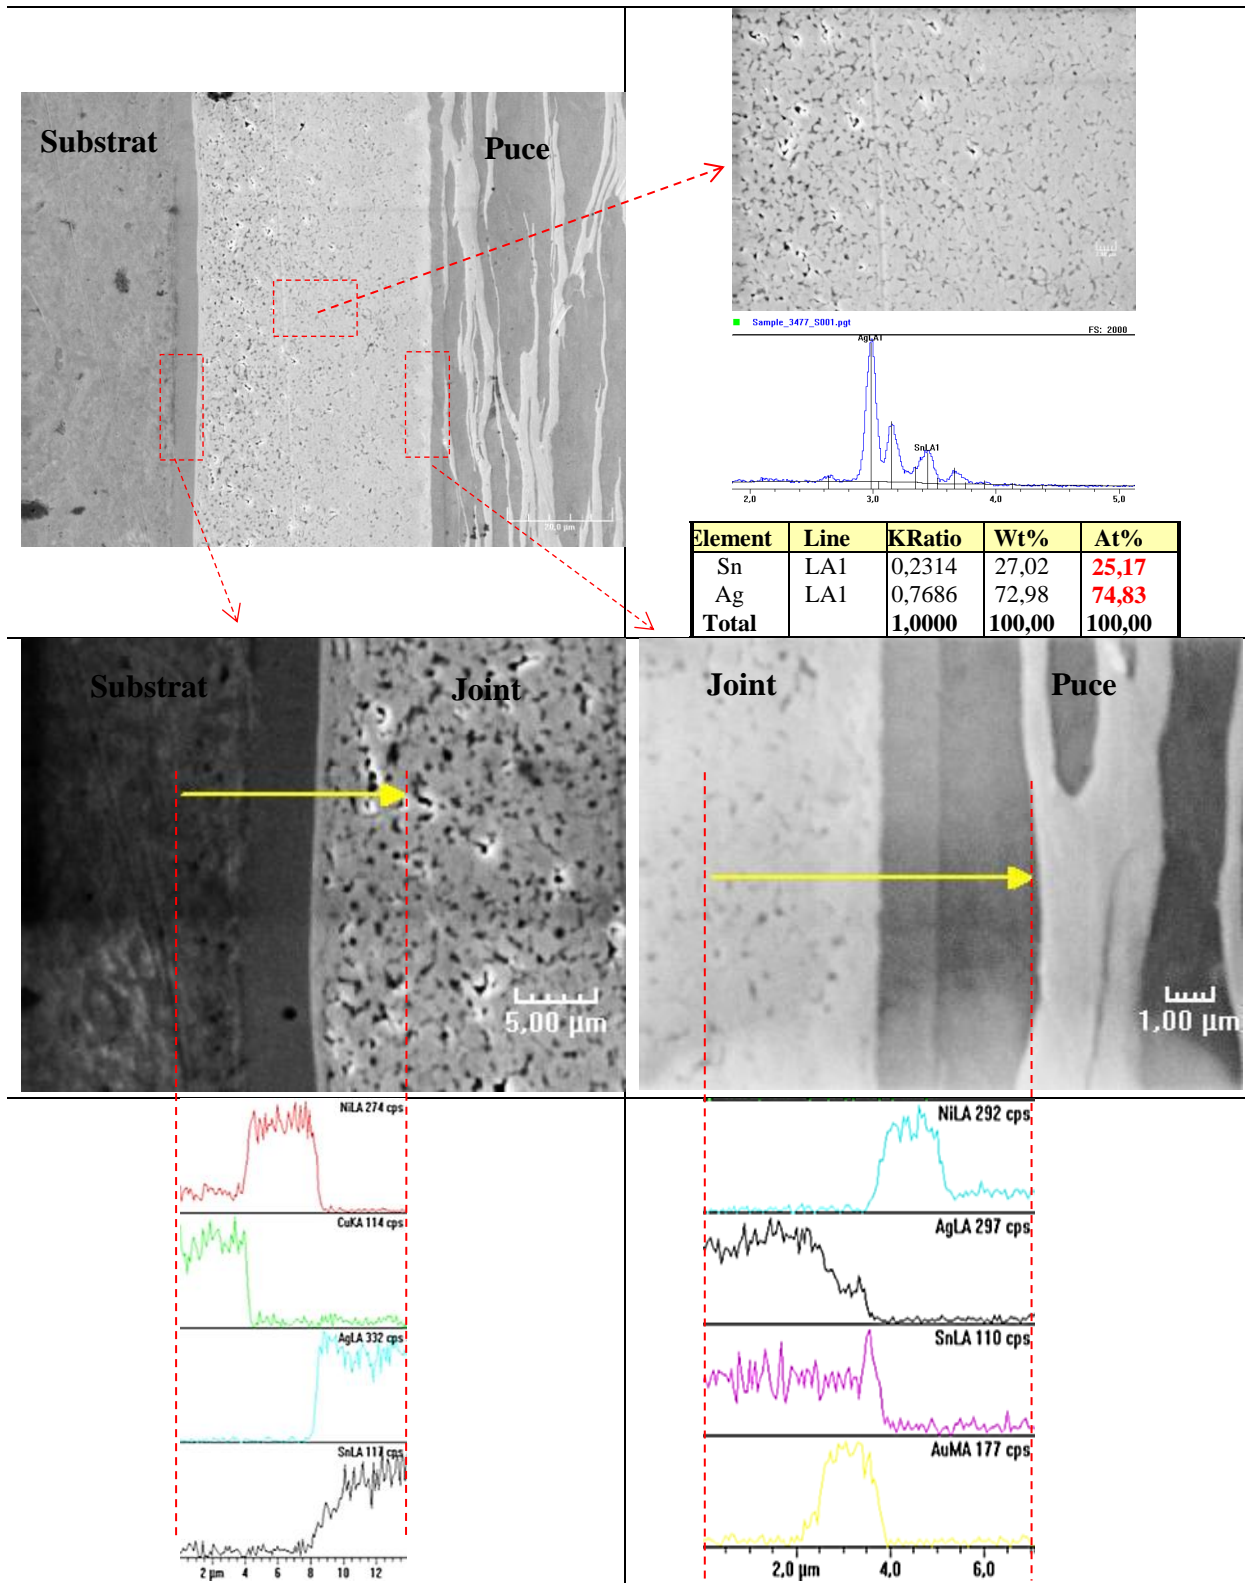 Substrat
Puce
20,0 µm
Sample_3477_S001.pgt
FS: 2000
AgLA1
SnLA1
2,0 3,0 4,0 5,0
Element Line KRatio Wt% At%
Sn LA1 0,2314 27,02 25,17
Ag LA1 0,7686 72,98 74,83
Total 1,0000 100,00 100,00
Substrat
Joint
5,00 µm
Joint
Puce
1,00 µm
NiLA 274 cps
CuKA 114 cps
AgLA 332 cps
SnLA 117 cps
2 µm 4 6 8 10 12
NiLA 292 cps
AgLA 297 cps
SnLA 110 cps
AuMA 177 cps
2,0 µm 4,0 6,0